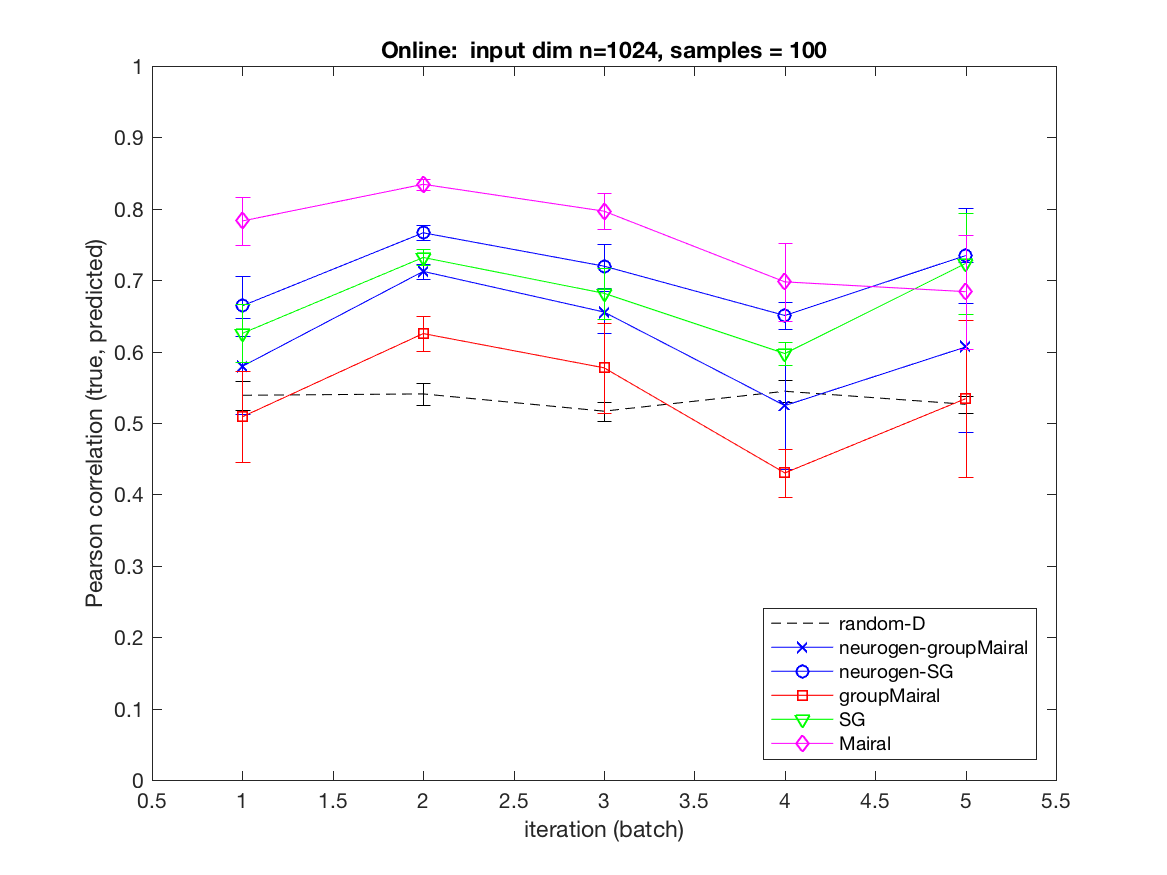 Online:  input dim n=1024, samples = 100
1
0.9
0.8
0.7
0.6
0.5
0.4
0.3
0.2
0.1
0
Pearson correlation (true, predicted)
random-D
neurogen-groupMairal
neurogen-SG
groupMairal
SG
Mairal
0.5 1 1.5 2 2.5 3 3.5 4 4.5 5 5.5
iteration (batch)